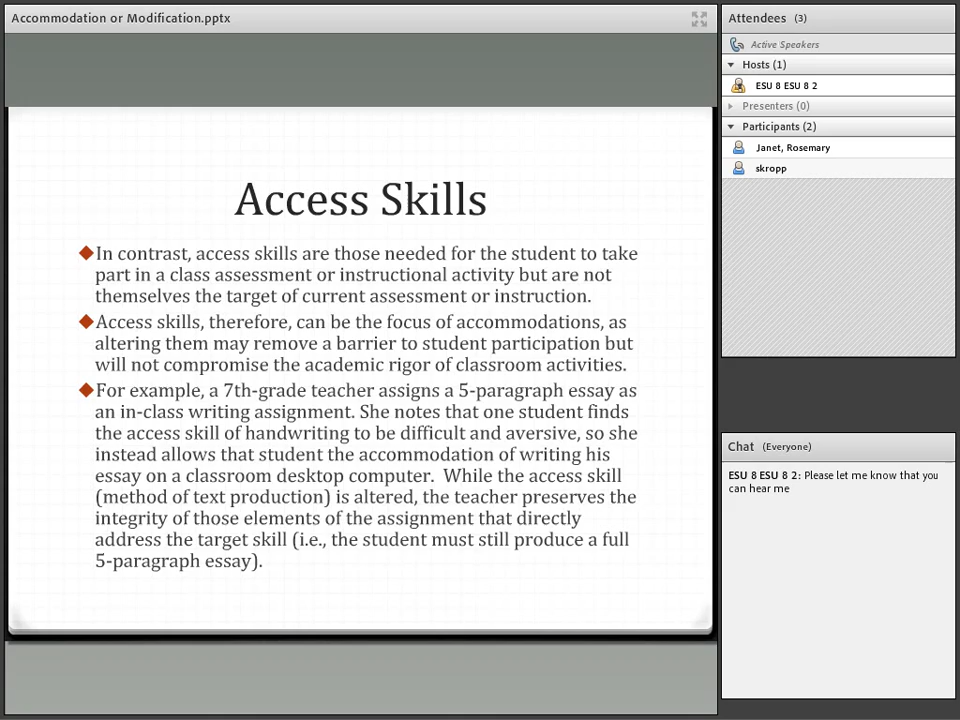 Accommodation or Modification.pptx
Access Skills
In contrast, access skills are those needed for the student to take
part in a class assessment or instructional activity but are not
themselves the target of current assessment or instruction.
Access skills, therefore, can be the focus of accommodations, as
altering them may remove a barrier to student participation but
will not compromise the academic rigor of classroom activities.
For example, a 7th-grade teacher assigns a 5-paragraph essay as
an in-class writing assignment. She notes that one student finds
the access skill of handwriting to be difficult and aversive, so she
instead allows that student the accommodation of writing his
essay on a classroom desktop computer. While the access skill
(method of text production) is altered, the teacher preserves the
integrity of those elements of the assignment that directly
address the target skill (i.e., the student must still produce a full
5-paragraph essay).
Attendees (3)
Active Speakers
Hosts (1)
ESU 8 ESU 8 2
Presenters (0)
Participants (2)
Janet, Rosemary
skropp
Chat (Everyone)
ESU 8 ESU 8 2: Please let me know that you
can hear me